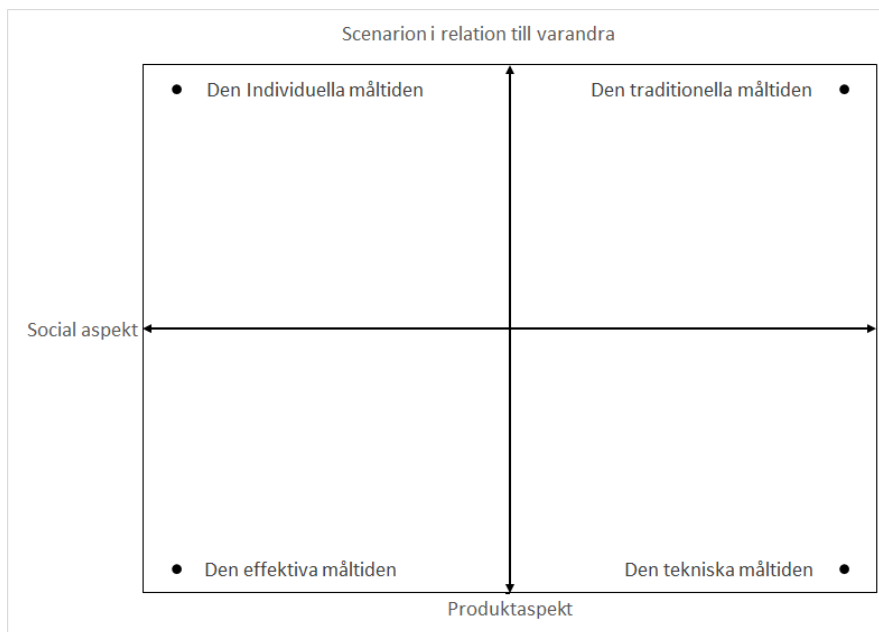 Scenarion i relation till varandra
Den Individuella måltiden
Den traditionella måltiden
Social aspekt
Den effektiva måltiden
Den tekniska måltiden
Produktaspekt